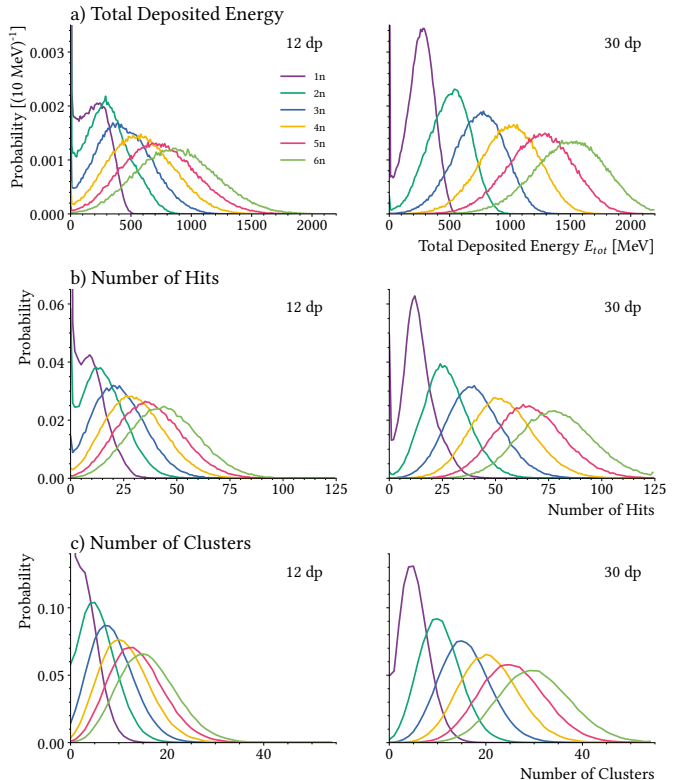 a) Total Deposited Energy
Probability [(10 MeV)⁻¹]
0.003
0.002
0.001
0.000
12 dp
1n
2n
3n
4n
5n
6n
0 500 1000 1500 2000
30 dp
0 500 1000 1500 2000
Total Deposited Energy E_tot [MeV]
b) Number of Hits
Probability
0.06
0.04
0.02
0.00
12 dp
0 25 50 75 100 125
30 dp
0 25 50 75 100 125
Number of Hits
c) Number of Clusters
Probability
0.10
0.05
0.00
12 dp
0 20 40
30 dp
0 20 40
Number of Clusters